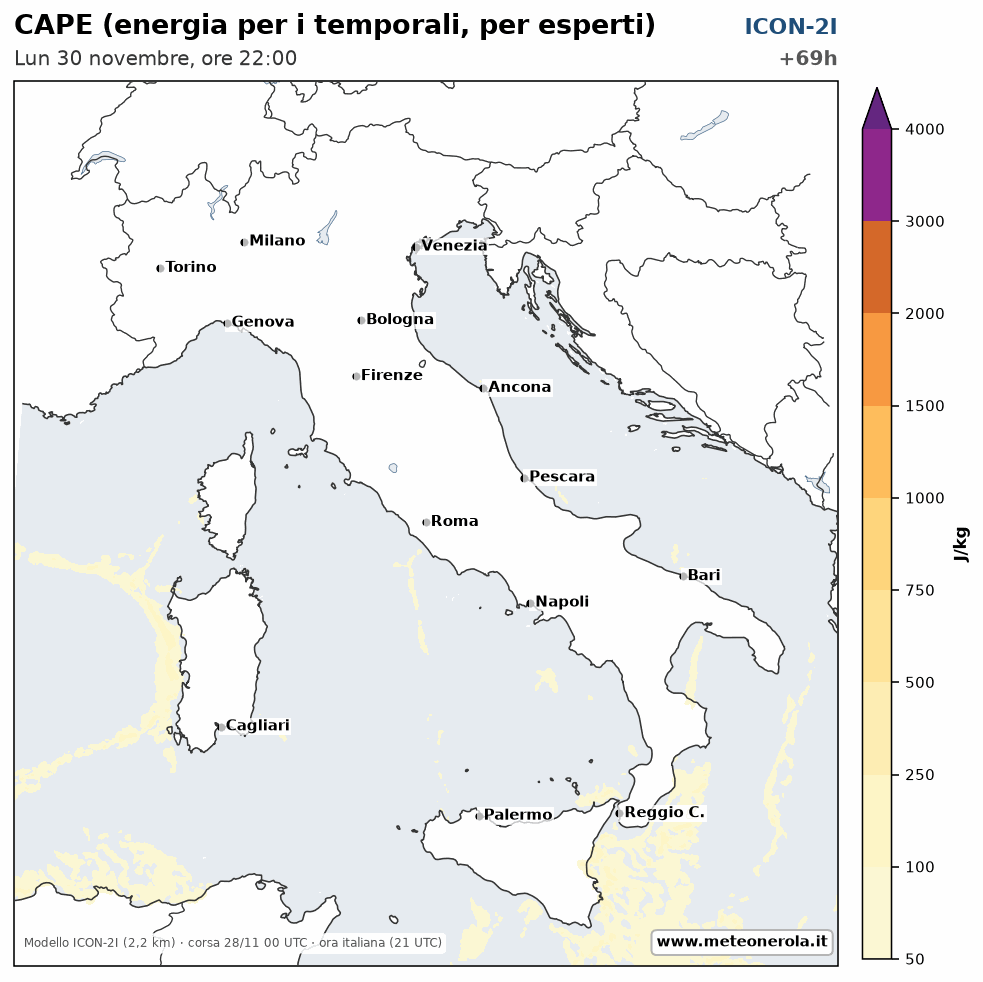 CAPE (energia per i temporali, per esperti)
ICON-2I
Lun 30 novembre, ore 22:00
+69h
Milano
Venezia
Torino
Genova
Bologna
Firenze
Ancona
Pescara
Roma
Bari
Napoli
Cagliari
Palermo
Reggio C.
4000
3000
2000
1500
1000
750
500
250
100
50
J/kg
Modello ICON-2I (2,2 km) · corsa 28/11 00 UTC · ora italiana (21 UTC)
www.meteonerola.it